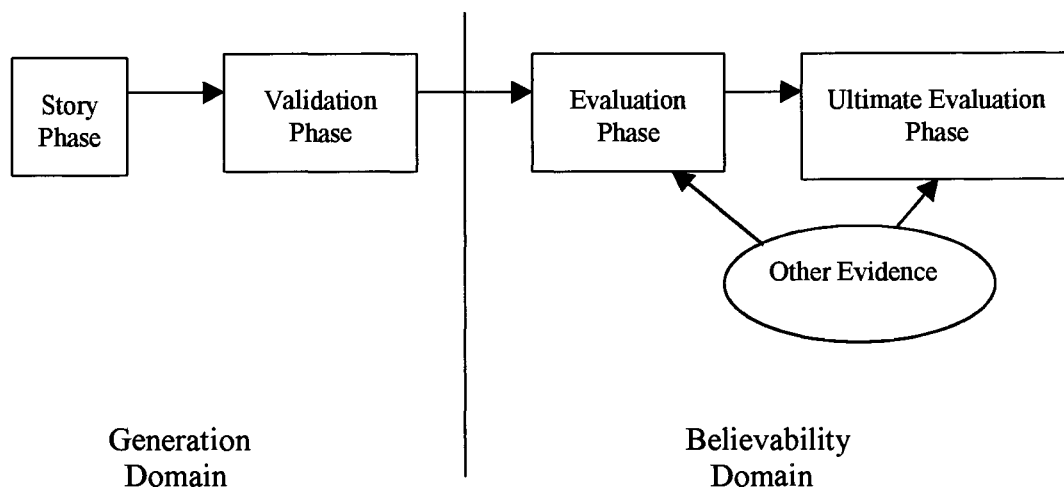 Story
Phase
Validation
Phase
Evaluation
Phase
Ultimate Evaluation
Phase
Other Evidence
Generation
Domain
Believability
Domain